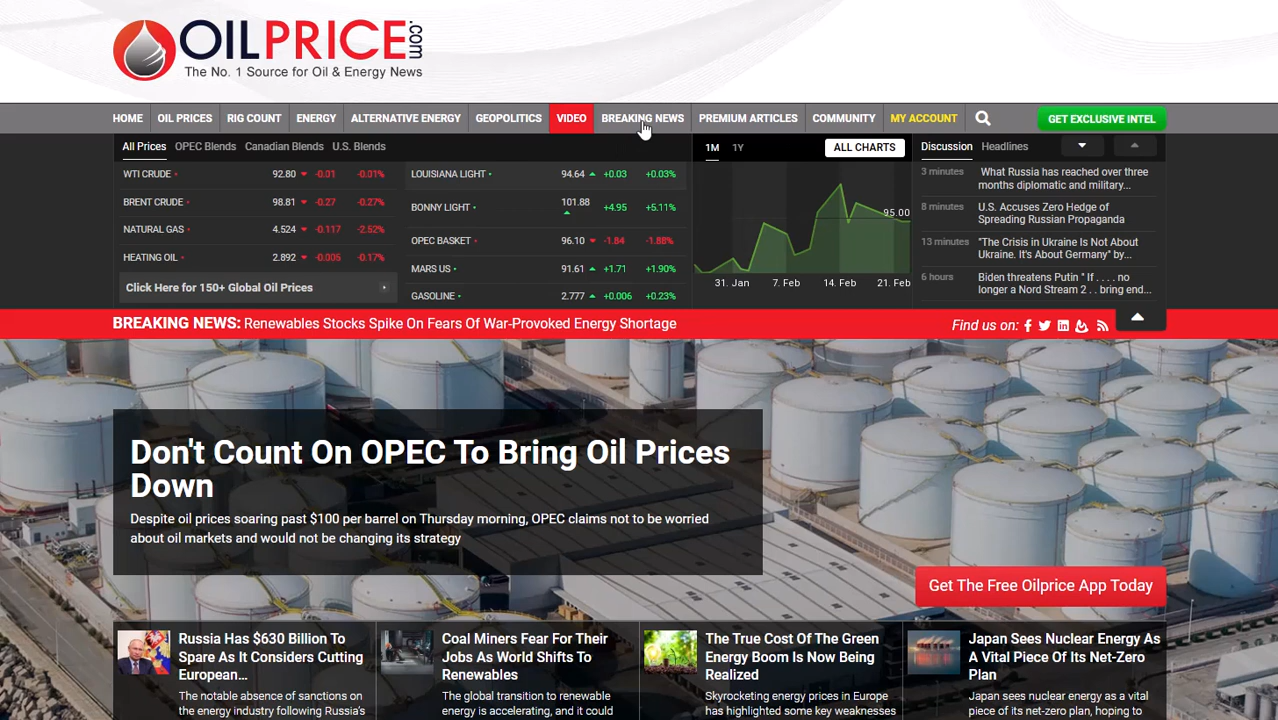 OILPRICE.com
The No. 1 Source for Oil & Energy News
HOME OIL PRICES RIG COUNT ENERGY ALTERNATIVE ENERGY GEOPOLITICS VIDEO BREAKING NEWS PREMIUM ARTICLES COMMUNITY MY ACCOUNT GET EXCLUSIVE INTEL
All Prices OPEC Blends Canadian Blends U.S. Blends
WTI CRUDE 92.80 -0.01 -0.01%
BRENT CRUDE 98.81 -0.27 -0.27%
NATURAL GAS 4.524 -0.117 -2.52%
HEATING OIL 2.892 -0.005 -0.17%
Click Here for 150+ Global Oil Prices
LOUISIANA LIGHT 94.64 +0.03 +0.03%
BONNY LIGHT 101.88 +4.95 +5.11%
OPEC BASKET 96.10 -1.84 -1.88%
MARS US 91.61 +1.71 +1.90%
GASOLINE 2.777 +0.006 +0.23%
1M 1Y ALL CHARTS
95.00
31. Jan 7. Feb 14. Feb 21. Feb
Discussion Headlines
3 minutes What Russia has reached over three
months diplomatic and military...
8 minutes U.S. Accuses Zero Hedge of
Spreading Russian Propaganda
13 minutes "The Crisis in Ukraine Is Not About
Ukraine. It's About Germany" by...
6 hours Biden threatens Putin " If . . . . no
longer a Nord Stream 2 . . bring end...
BREAKING NEWS: Renewables Stocks Spike On Fears Of War-Provoked Energy Shortage
Find us on:
Don't Count On OPEC To Bring Oil Prices
Down
Despite oil prices soaring past $100 per barrel on Thursday morning, OPEC claims not to be worried
about oil markets and would not be changing its strategy
Get The Free Oilprice App Today
Russia Has $630 Billion To
Spare As It Considers Cutting
European...
The notable absence of sanctions on
the energy industry following Russia's
Coal Miners Fear For Their
Jobs As World Shifts To
Renewables
The global transition to renewable
energy is accelerating, and it could
The True Cost Of The Green
Energy Boom Is Now Being
Realized
Skyrocketing energy prices in Europe
has highlighted some key weaknesses
Japan Sees Nuclear Energy As
A Vital Piece Of Its Net-Zero
Plan
Japan sees nuclear energy as a vital
piece of its net-zero plan, hoping to